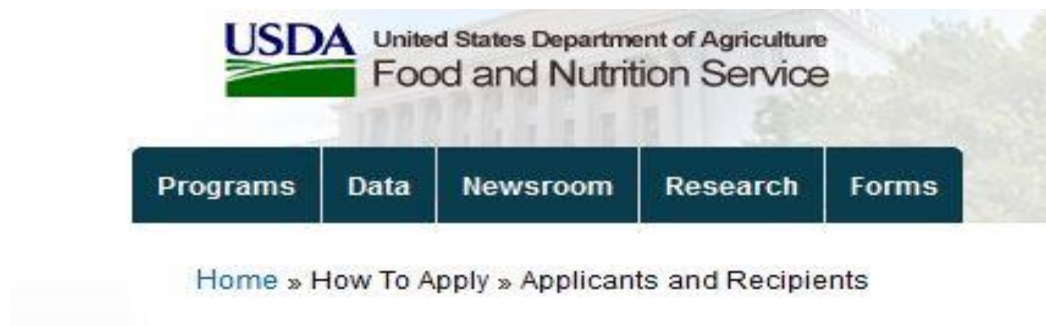 USDA United States Department of Agriculture
Food and Nutrition Service
Programs Data Newsroom Research Forms
Home » How To Apply » Applicants and Recipients